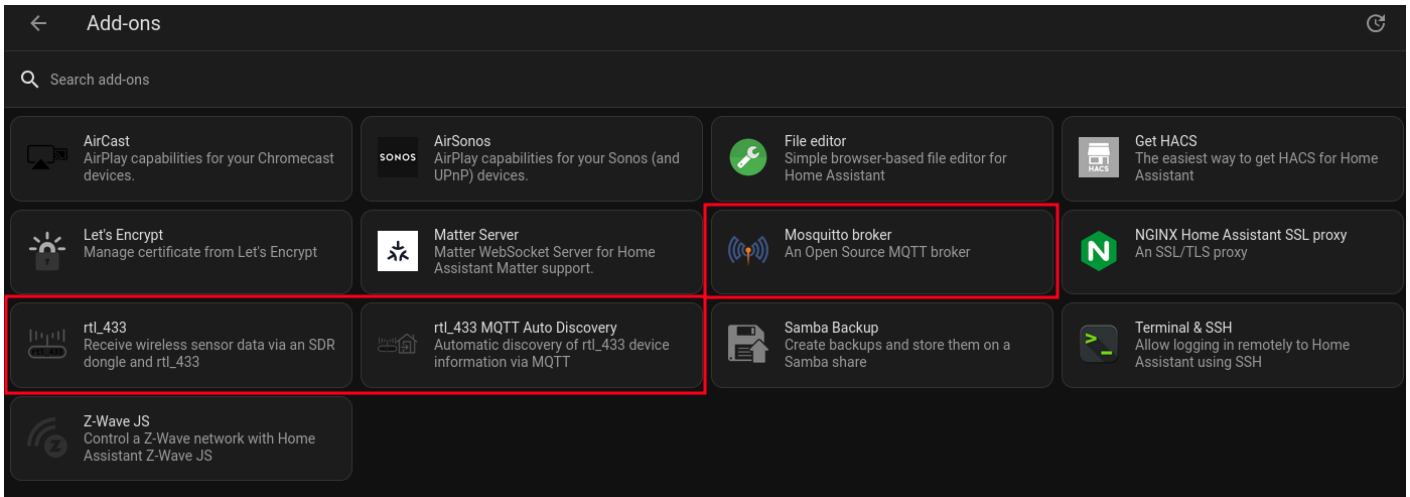 Add-ons
Search add-ons
AirCast
AirPlay capabilities for your Chromecast
devices.
SONOS
AirSonos
AirPlay capabilities for your Sonos (and
UPnP) devices.
File editor
Simple browser-based file editor for
Home Assistant
HACS
Get HACS
The easiest way to get HACS for Home
Assistant
Let's Encrypt
Manage certificate from Let's Encrypt
Matter Server
Matter WebSocket Server for Home
Assistant Matter support.
Mosquitto broker
An Open Source MQTT broker
N
NGINX Home Assistant SSL proxy
An SSL/TLS proxy
rtl_433
rtl_433
Receive wireless sensor data via an SDR
dongle and rtl_433
rtl_433 MQTT Auto Discovery
Automatic discovery of rtl_433 device
information via MQTT
Samba Backup
Create backups and store them on a
Samba share
>_
Terminal & SSH
Allow logging in remotely to Home
Assistant using SSH
Z
Z-Wave JS
Control a Z-Wave network with Home
Assistant Z-Wave JS